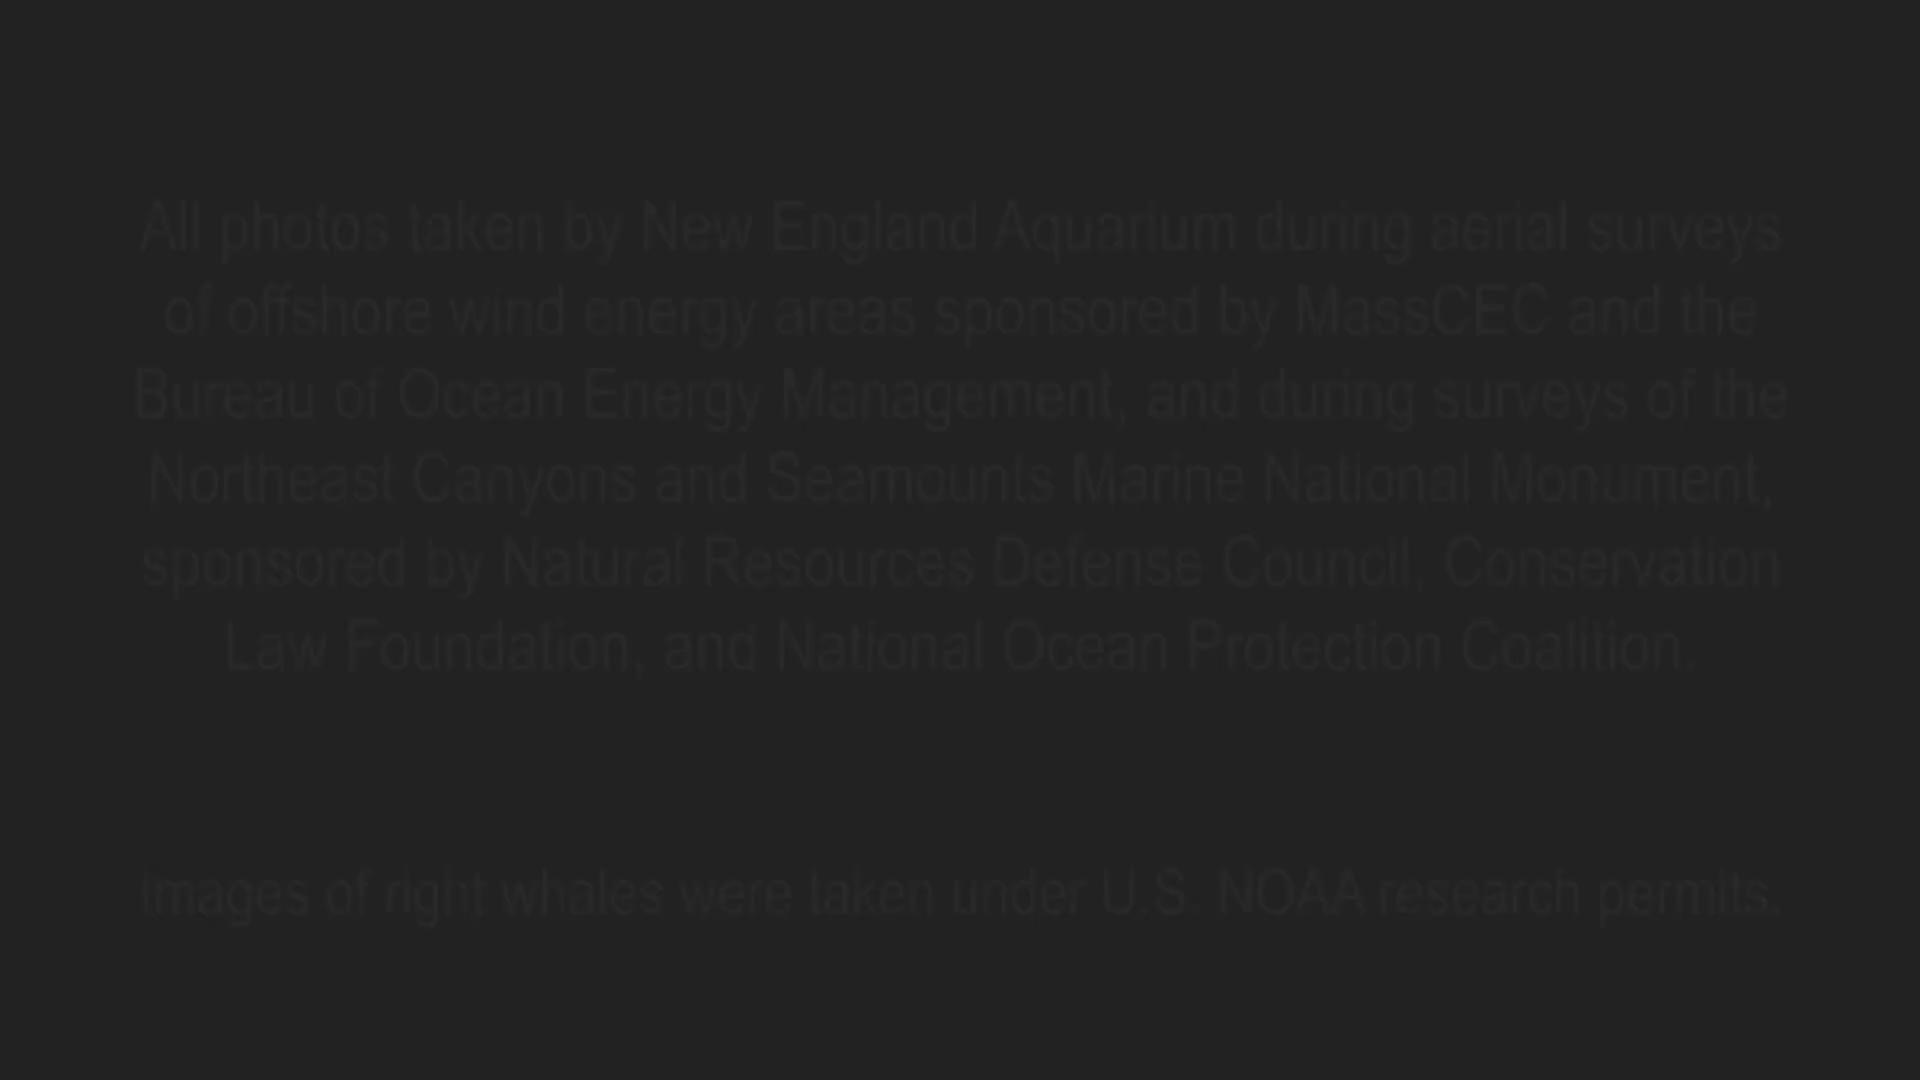 All photos taken by New England Aquarium during aerial surveys
of offshore wind energy areas sponsored by MassCEC and the
Bureau of Ocean Energy Management, and during surveys of the
Northeast Canyons and Seamounts Marine National Monument,
sponsored by Natural Resources Defense Council, Conservation
Law Foundation, and National Ocean Protection Coalition.
Images of right whales were taken under U.S. NOAA research permits.